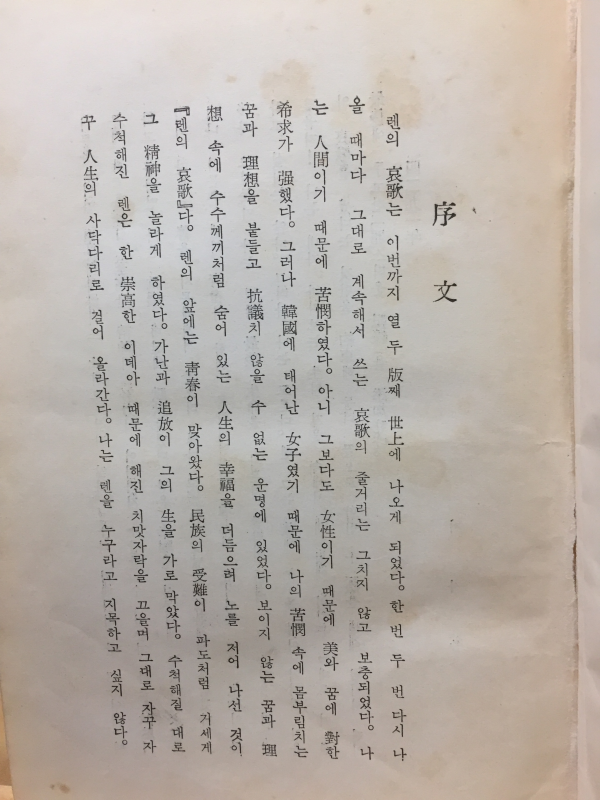 序文
렌의 哀歌는 이번까지 열 두 版째 世上에 나오게 되었다. 한 번 두 번 다시 나
올 때마다 그대로 계속해서 쓰는 哀歌의 줄거리는 그치지 않고 보충되었다. 나
는 人間이기 때문에 苦憫하였다. 아니 그보다도 女性이기 때문에 美와 꿈에 對한
希求가 强했다. 그러나 韓國에 태어난 女子였기 때문에 나의 苦憫 속에 몸부림치는
꿈과 理想을 붙들고 抗議치 않을 수 없는 운명에 있었다. 보이지 않는 꿈과 理
想 속에 수수께끼처럼 숨어 있는 人生의 幸福을 더듬으려 노를 저어 나선 것이
『렌의 哀歌』다. 렌의 앞에는 靑春이 맞아왔다. 民族의 受難이 파도처럼 거세게
그 精神을 놀라게 하였다. 가난과 追放이 그의 生을 가로 막았다. 수척해질 대로
수척해진 렌은 한 崇高한 이데아 때문에 해진 치맛자락을 끄을며 그대로 자꾸 자
꾸 人生의 사닥다리로 걸어 올라간다. 나는 렌을 누구라고 지목하고 싶지 않다.